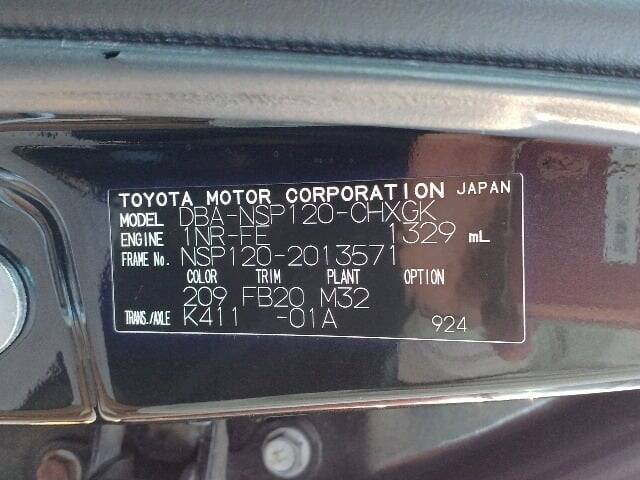 TOYOTA MOTOR CORPORATION JAPAN
MODEL DBA-NSP120-CHXGK
ENGINE 1NR-FE 1329 mL
FRAME No. NSP120-2013571
COLOR TRIM PLANT OPTION
209 FB20 M32
TRANS./AXLE K411 -01A 924